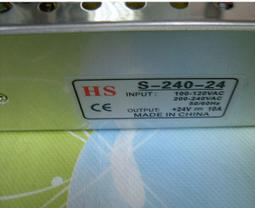 HS S-240-24
INPUT: 100-120VAC
200-240VAC
50/60Hz
CE OUTPUT: +24V ⎓ 10A
MADE IN CHINA